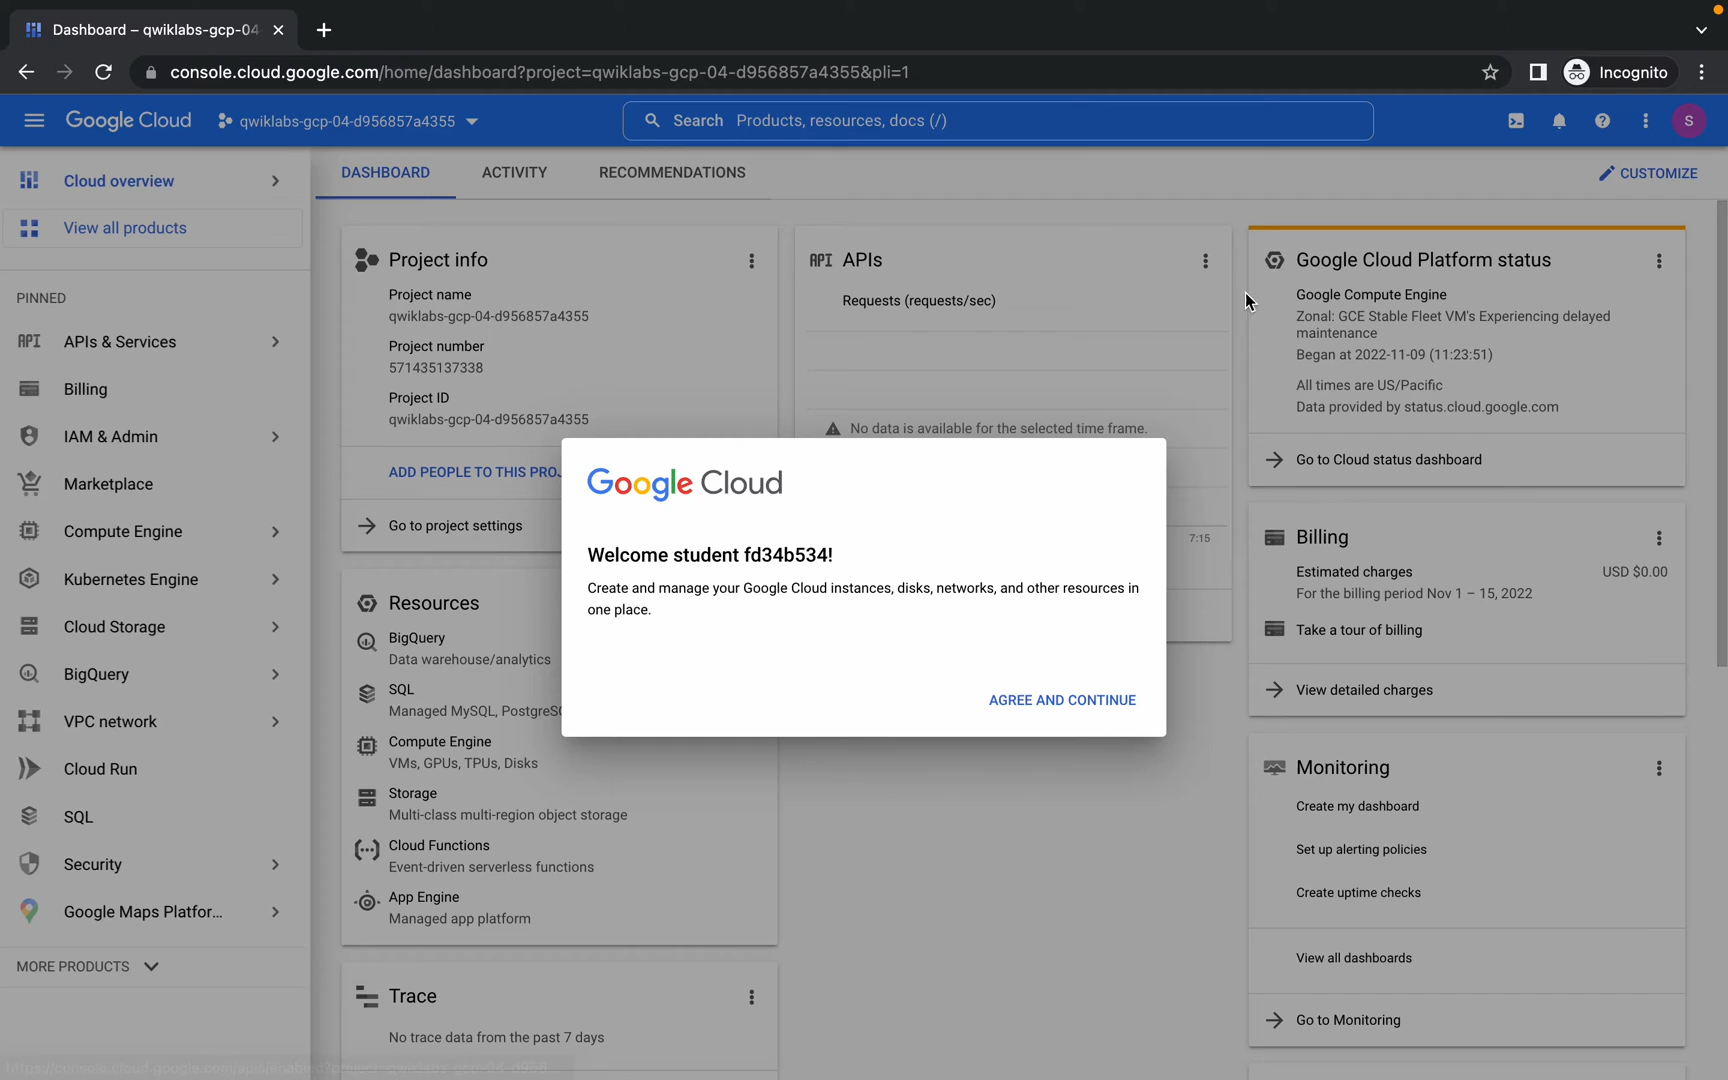 Dashboard – qwiklabs-gcp-04
console.cloud.google.com/home/dashboard?project=qwiklabs-gcp-04-d956857a4355&pli=1
Incognito
Google Cloud
qwiklabs-gcp-04-d956857a4355
Search Products, resources, docs (/)
S
Cloud overview
View all products
PINNED
APIs & Services
Billing
IAM & Admin
Marketplace
Compute Engine
Kubernetes Engine
Cloud Storage
BigQuery
VPC network
Cloud Run
SQL
Security
Google Maps Platfor...
MORE PRODUCTS
DASHBOARD
ACTIVITY
RECOMMENDATIONS
CUSTOMIZE
Project info
Project name
qwiklabs-gcp-04-d956857a4355
Project number
571435137338
Project ID
qwiklabs-gcp-04-d956857a4355
ADD PEOPLE TO THIS PROJ
Go to project settings
Resources
BigQuery
Data warehouse/analytics
SQL
Managed MySQL, PostgreSQ
Compute Engine
VMs, GPUs, TPUs, Disks
Storage
Multi-class multi-region object storage
Cloud Functions
Event-driven serverless functions
App Engine
Managed app platform
Trace
No trace data from the past 7 days
API APIs
Requests (requests/sec)
No data is available for the selected time frame.
7:15
Google Cloud
Welcome student fd34b534!
Create and manage your Google Cloud instances, disks, networks, and other resources in
one place.
AGREE AND CONTINUE
Google Cloud Platform status
Google Compute Engine
Zonal: GCE Stable Fleet VM's Experiencing delayed
maintenance
Began at 2022-11-09 (11:23:51)
All times are US/Pacific
Data provided by status.cloud.google.com
Go to Cloud status dashboard
Billing
Estimated charges
USD $0.00
For the billing period Nov 1 – 15, 2022
Take a tour of billing
View detailed charges
Monitoring
Create my dashboard
Set up alerting policies
Create uptime checks
View all dashboards
Go to Monitoring